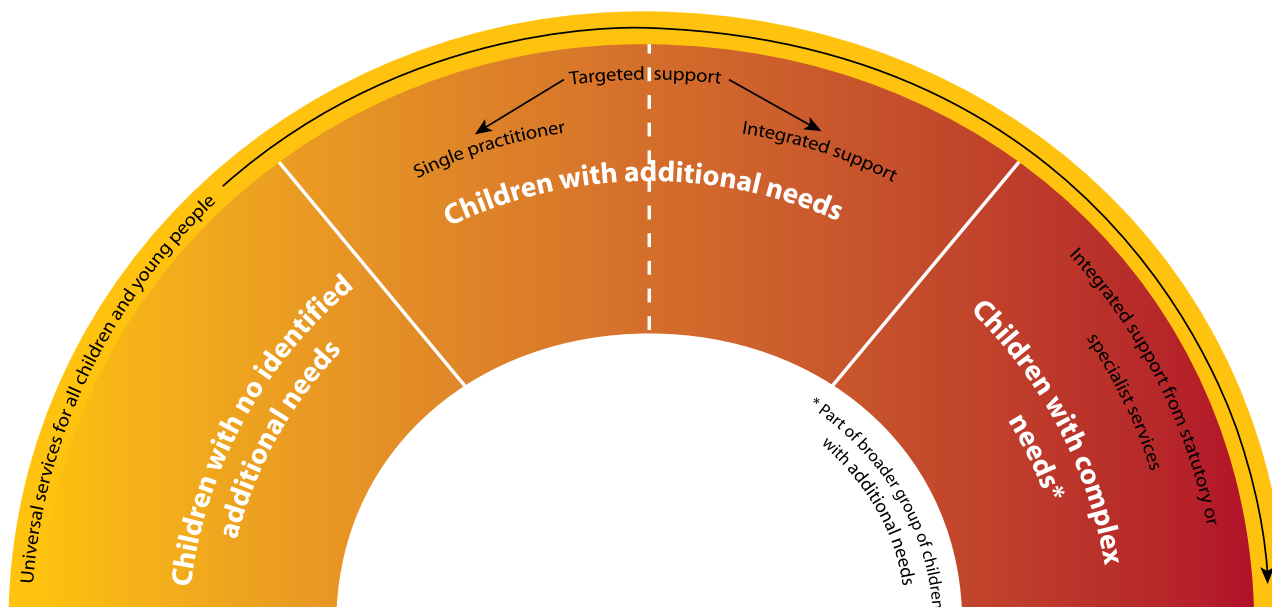 Universal services for all children and young people
Children with no identified
additional needs
Targeted support
Single practitioner
Integrated support
Children with additional needs
Integrated support from statutory or
specialist services
Children with complex
needs*
* Part of broader group of children
with additional needs